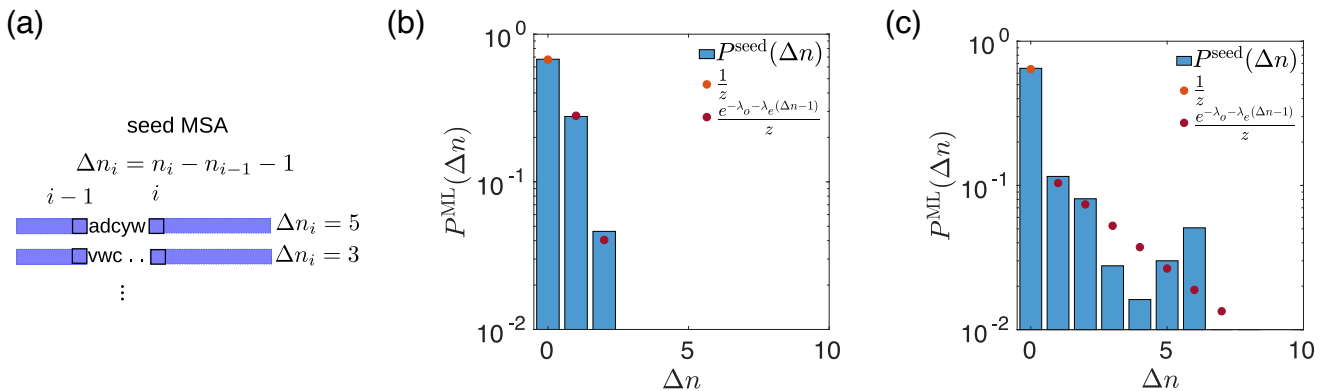 (a)
seed MSA
Δn_i = n_i − n_{i−1} − 1
i − 1
i
adcyw
Δn_i = 5
vwc . .
Δn_i = 3
⋮
(b)
P^ML(Δn)
10^0
10^-1
10^-2
P^seed(Δn)
1/z
e^{−λ_o−λ_e(Δn−1)}/z
0
5
10
Δn
(c)
P^ML(Δn)
10^0
10^-1
10^-2
P^seed(Δn)
1/z
e^{−λ_o−λ_e(Δn−1)}/z
0
5
10
Δn